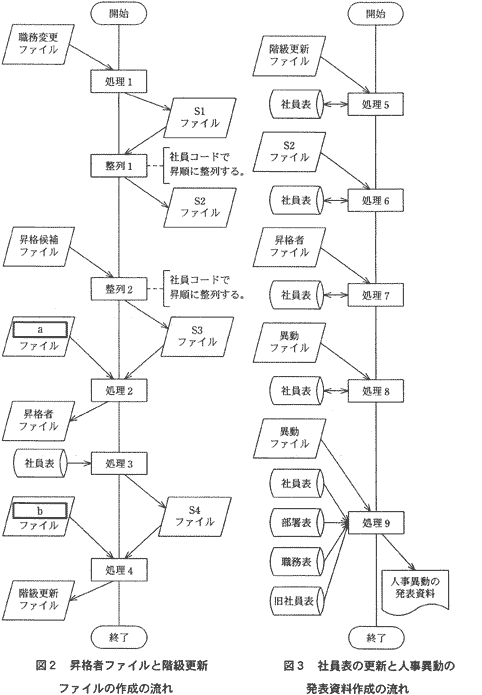 開始
職務変更
ファイル
処理1
S1
ファイル
整列1
社員コードで
昇順に整列する。
S2
ファイル
昇格候補
ファイル
整列2
社員コードで
昇順に整列する。
a
ファイル
S3
ファイル
処理2
昇格者
ファイル
社員表
処理3
b
ファイル
S4
ファイル
処理4
階級更新
ファイル
終了
図2 昇格者ファイルと階級更新
ファイルの作成の流れ
開始
階級更新
ファイル
社員表
処理5
S2
ファイル
社員表
処理6
昇格者
ファイル
社員表
処理7
異動
ファイル
社員表
処理8
異動
ファイル
社員表
部署表
処理9
職務表
旧社員表
人事異動の
発表資料
終了
図3 社員表の更新と人事異動の
発表資料作成の流れ